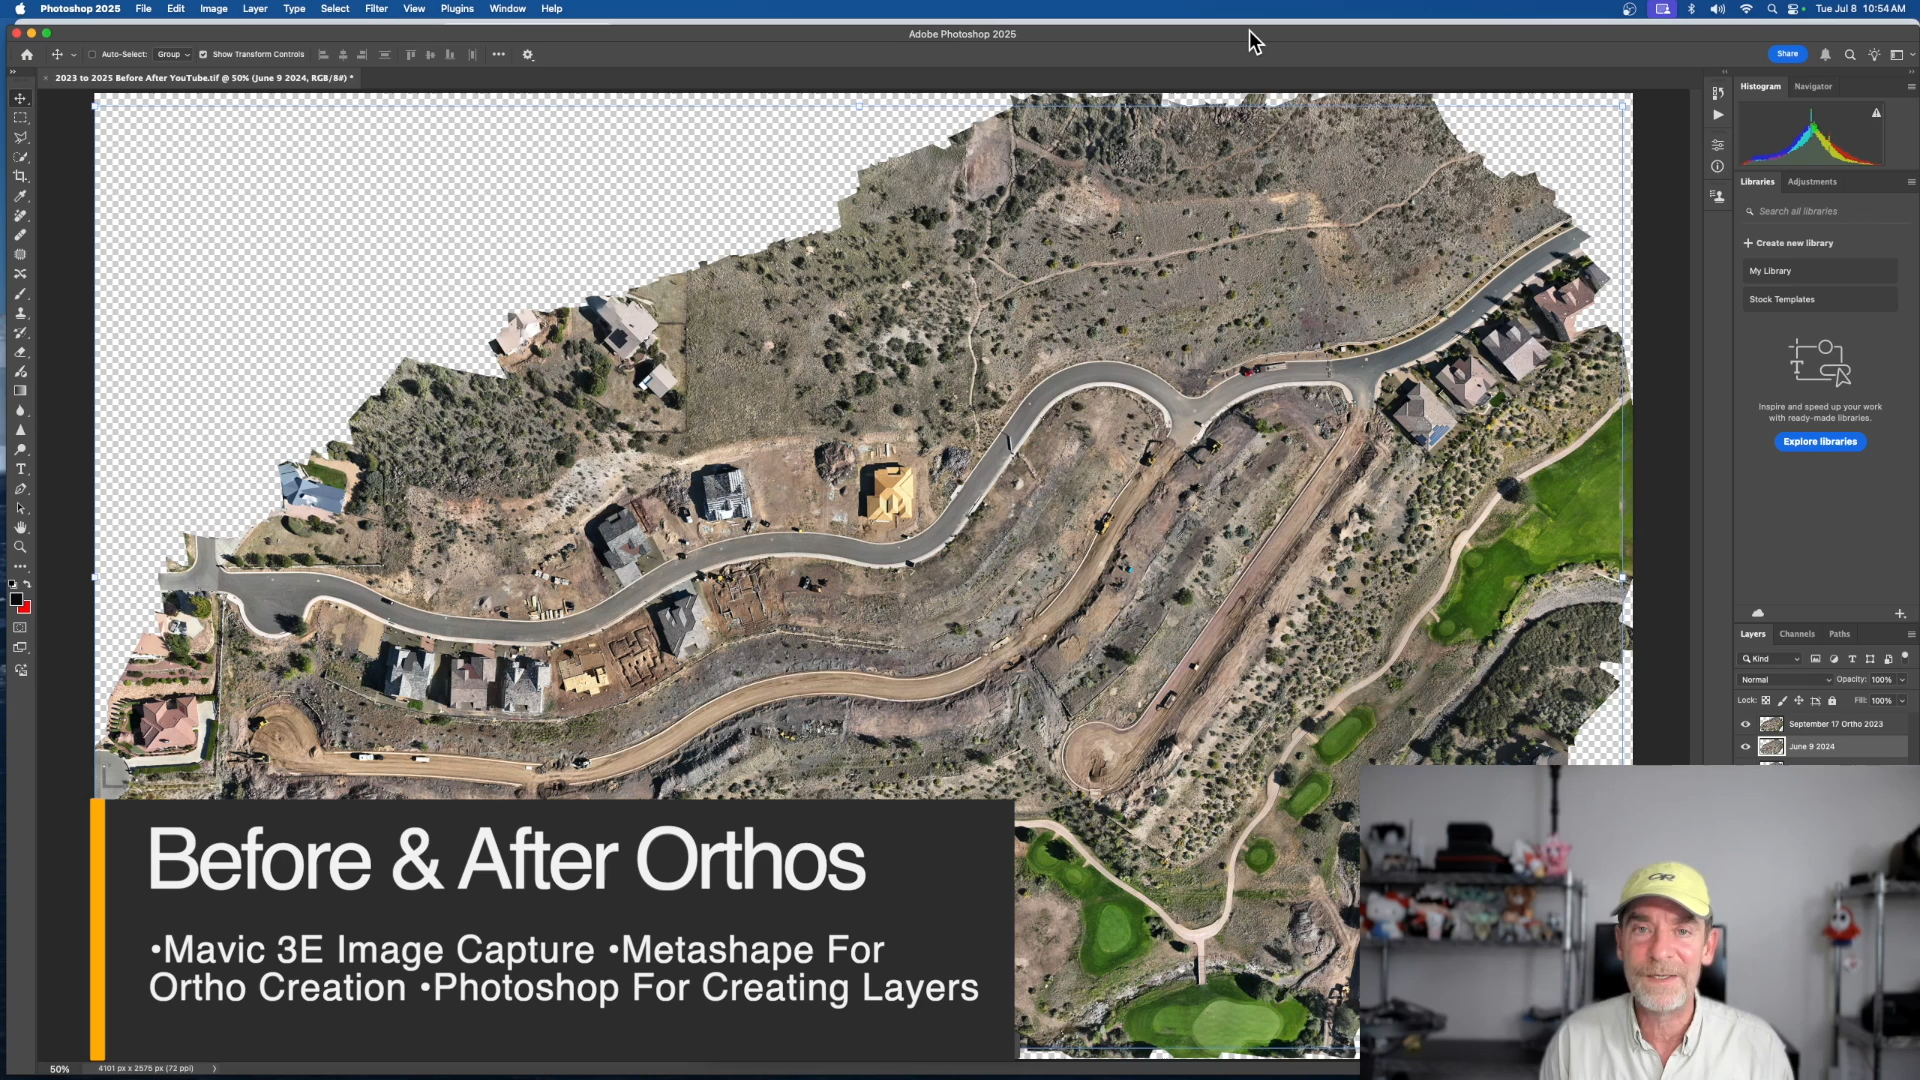 Photoshop 2025 File Edit Image Layer Type Select Filter View Plugins Window Help
Tue Jul 8 10:54 AM
Adobe Photoshop 2025
Auto-Select: Group Show Transform Controls
Share
× 2023 to 2025 Before After YouTube.tif @ 50% (June 9 2024, RGB/8#) *
Histogram Navigator
Libraries Adjustments
Search all libraries
+ Create new library
My Library
Stock Templates
Inspire and speed up your work
with ready-made libraries.
Explore libraries
Layers Channels Paths
Kind
Normal Opacity: 100%
Lock: Fill: 100%
September 17 Ortho 2023
June 9 2024
Before & After Orthos
•Mavic 3E Image Capture •Metashape For
Ortho Creation •Photoshop For Creating Layers
OR
50% 4101 px x 2575 px (72 ppi)